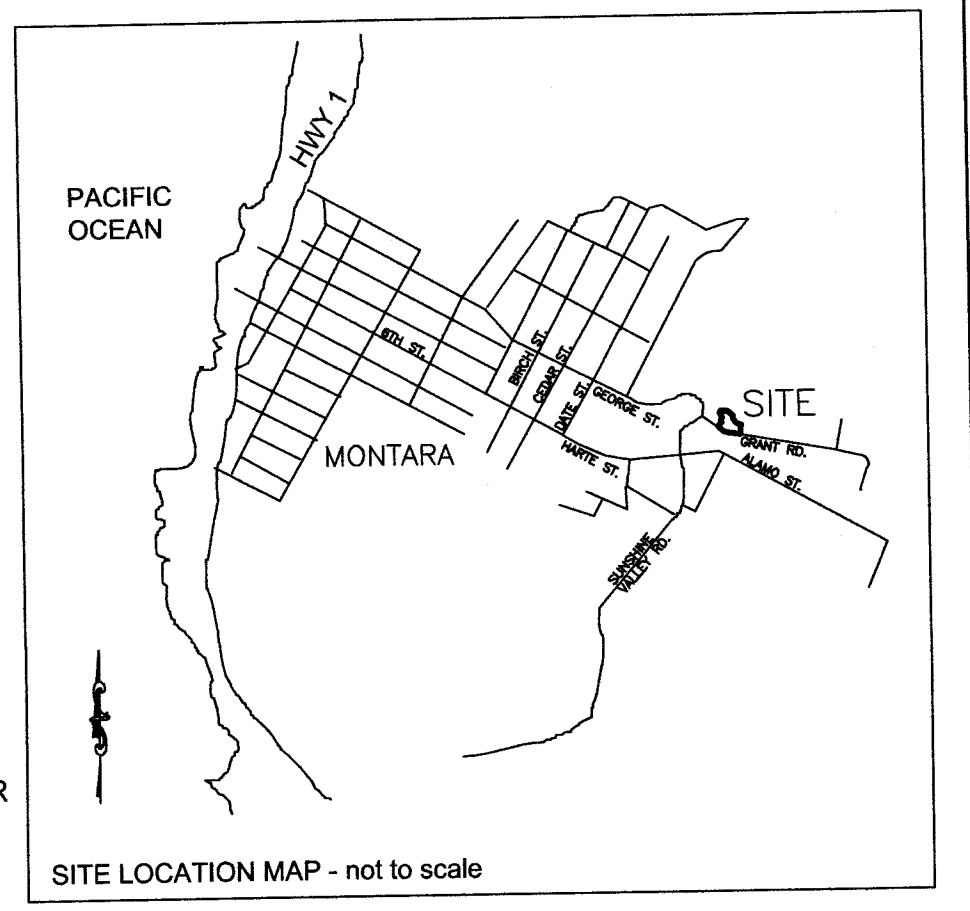 HWY 1
PACIFIC
OCEAN
6TH ST.
BIRCH ST.
CEDAR ST.
DATE ST.
GEORGE ST.
SITE
GRANT RD.
ALAMO ST.
MONTARA
HARTE ST.
SUNSHINE
VALLEY RD.
R
SITE LOCATION MAP - not to scale